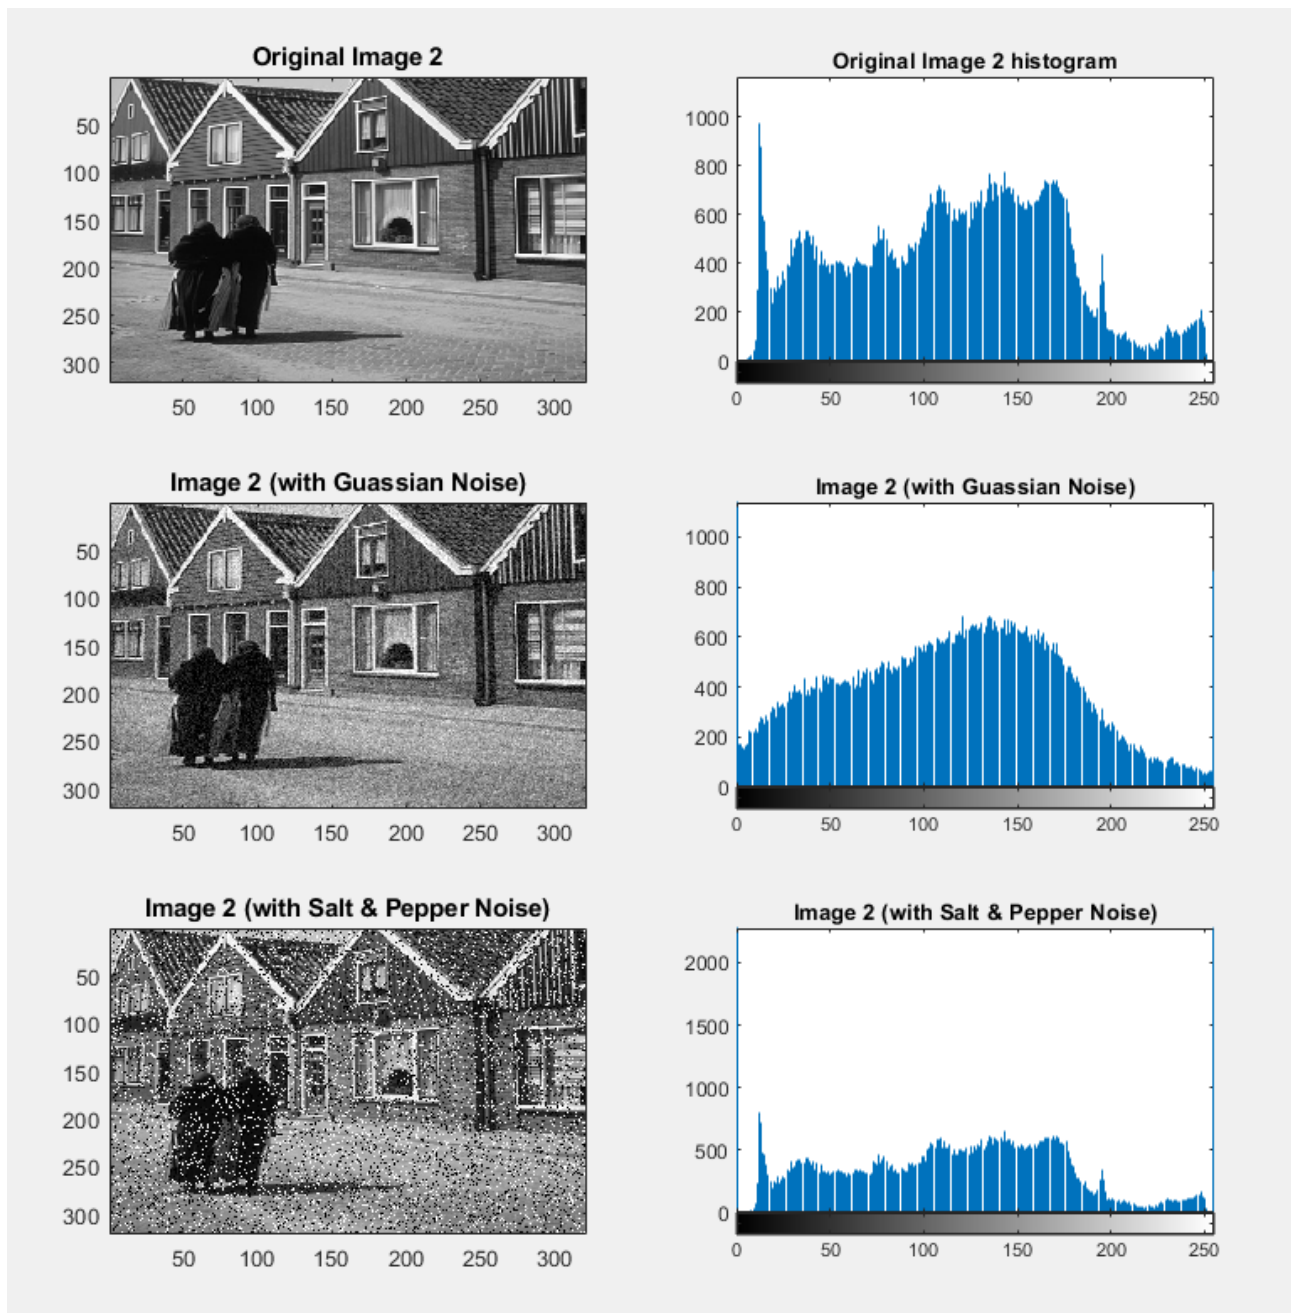 Original Image 2
50
100
150
200
250
300
50 100 150 200 250 300
Original Image 2 histogram
1000
800
600
400
200
0
0 50 100 150 200 250
Image 2 (with Guassian Noise)
50
100
150
200
250
300
50 100 150 200 250 300
Image 2 (with Guassian Noise)
1000
800
600
400
200
0
0 50 100 150 200 250
Image 2 (with Salt & Pepper Noise)
50
100
150
200
250
300
50 100 150 200 250 300
Image 2 (with Salt & Pepper Noise)
2000
1500
1000
500
0
0 50 100 150 200 250